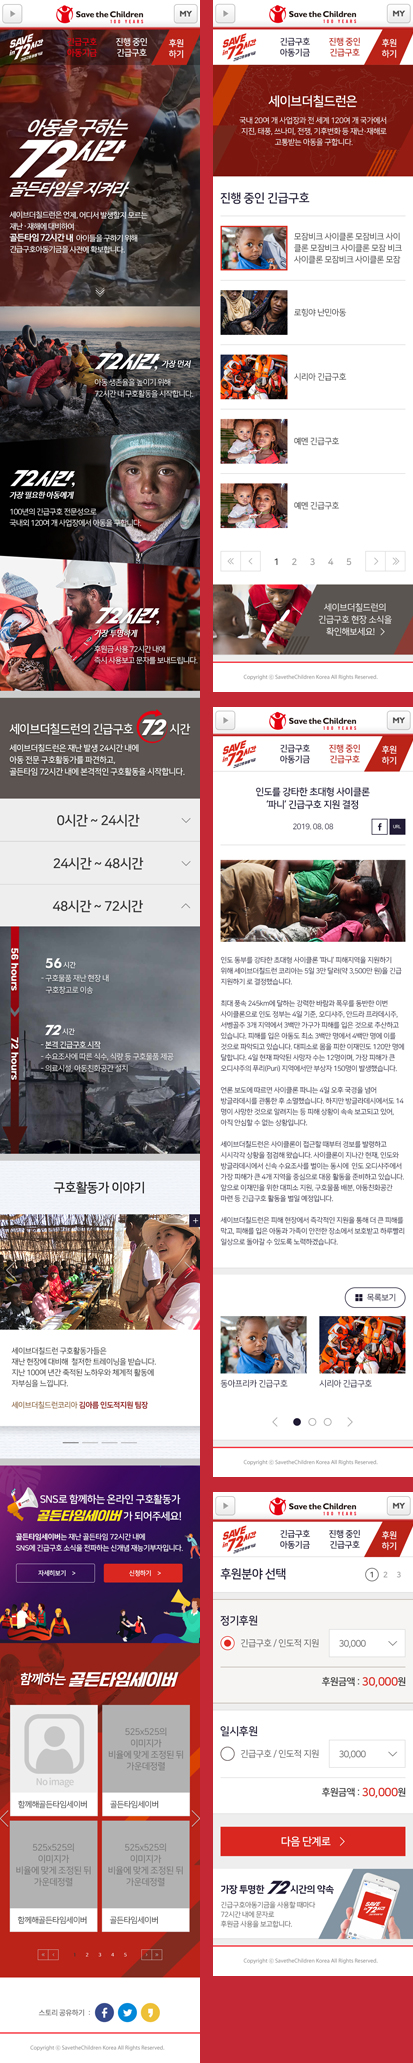 Save the Children
100 YEARS
MY
SAVE in 72시간
긴급구호
아동기금
진행 중인
긴급구호
후원
하기
아동을 구하는
72시간
골든타임을 지켜라
세이브더칠드런은 언제, 어디서 발생할지 모르는
재난·재해에 대비하여
골든타임 72시간 내 아이들을 구하기 위해
긴급구호아동기금을 사전에 확보합니다.
72시간, 가장 먼저
아동 생존율을 높이기 위해
72시간 내 구호활동을 시작합니다.
72시간,
가장 필요한 아동에게
100년의 긴급구호 전문성으로
국내외 120여 개 사업장에서 아동을 구합니다.
72시간,
가장 투명하게
후원금 사용 72시간 내에
즉시 사용보고 문자를 보내드립니다.
세이브더칠드런의 긴급구호 72 시간
세이브더칠드런은 재난 발생 24시간 내에
아동 전문 구호활동가를 파견하고,
골든타임 72시간 내에 본격적인 구호활동을 시작합니다.
0시간 ~ 24시간
24시간 ~ 48시간
48시간 ~ 72시간
56 hours
56 시간
- 구호물품 재난 현장 내
구호창고로 이송
72 hours
72 시간
- 본격 긴급구호 시작
- 수요조사에 따른 식수, 식량 등 구호물품 제공
- 의료시설, 아동친화공간 설치
구호활동가 이야기
세이브더칠드런 구호활동가들은
재난 현장에 대비해 철저한 트레이닝을 받습니다.
지난 100여 년간 축적된 노하우와 체계적 활동에
자부심을 느낍니다.
세이브더칠드런코리아 김아름 인도적지원 팀장
SNS로 함께하는 온라인 구호활동가
골든타임세이버가 되어주세요!
골든타임세이버는 재난 골든타임 72시간 내에
SNS에 긴급구호 소식을 전파하는 신개념 재능기부자입니다.
자세히보기 >
신청하기 >
함께하는 골든타임세이버
No image
함께해골든타임세이버
525x525의
이미지가
비율에 맞게 조정된 뒤
가운데정렬
골든타임세이버
525x525의
이미지가
비율에 맞게 조정된 뒤
가운데정렬
함께해골든타임세이버
525x525의
이미지가
비율에 맞게 조정된 뒤
가운데정렬
골든타임세이버
2 3 4 5
스토리 공유하기 :
Copyright ⓒ SavetheChildren Korea All Rights Reserved.
Save the Children
100 YEARS
MY
SAVE in 72시간
긴급구호
아동기금
진행 중인
긴급구호
후원
하기
세이브더칠드런은
국내 20여 개 사업장과 전 세계 120여 개 국가에서
지진, 태풍, 쓰나미, 전쟁, 기후변화 등 재난·재해로
고통받는 아동을 구합니다.
진행 중인 긴급구호
모잠비크 사이클론 모잠비크 사이
클론 모잠비크 사이클론 모잠 비크
사이클론 모잠비크 사이클론 모잠
로힝야 난민아동
시리아 긴급구호
예멘 긴급구호
예멘 긴급구호
1 2 3 4 5
세이브더칠드런의
긴급구호 현장 소식을
확인해보세요! >
Copyright ⓒ SavetheChildren Korea All Rights Reserved.
Save the Children
100 YEARS
MY
SAVE in 72시간
긴급구호
아동기금
진행 중인
긴급구호
후원
하기
인도를 강타한 초대형 사이클론
'파니' 긴급구호 지원 결정
2019. 08. 08
f
URL
인도 동부를 강타한 초대형 사이클론 '파니' 피해지역을 지원하기
위해 세이브더칠드런 코리아는 5일 3만 달러(약 3,500만 원)을 긴급
지원하기로 결정했습니다.
최대 풍속 245km에 달하는 강력한 바람과 폭우를 동반한 이번
사이클론으로 인도 정부는 4일 기준, 오디샤주, 안드라 프라데시주,
서벵골주 3개 지역에서 3백만 가구가 피해를 입은 것으로 추산하고
있습니다. 피해를 입은 아동도 최소 3백만 명에서 4백만 명에 이를
것으로 파악되고 있습니다. 대피소로 몸을 피한 이재민도 120만 명에
달합니다. 4일 현재 파악된 사망자 수는 12명이며, 가장 피해가 큰
오디샤주의 푸리(Puri) 지역에서만 부상자 150명이 발생했습니다.
언론 보도에 따르면 사이클론 파니는 4일 오후 국경을 넘어
방글라데시를 관통한 후 소멸했습니다. 하지만 방글라데시에서도 14
명이 사망한 것으로 알려지는 등 피해 상황이 속속 보고되고 있어,
아직 안심할 수 없는 상황입니다.
세이브더칠드런은 사이클론이 접근할 때부터 경보를 발령하고
시시각각 상황을 점검해 왔습니다. 사이클론이 지나간 현재, 인도와
방글라데시에서 신속 수요조사를 벌이는 동시에 인도 오디샤주에서
가장 피해가 큰 4개 지역을 중심으로 대응 활동을 준비하고 있습니다.
앞으로 이재민을 위한 대피소 지원, 구호물품 배분, 아동친화공간
마련 등 긴급구호 활동을 벌일 예정입니다.
세이브더칠드런은 피해 현장에서 즉각적인 지원을 통해 더 큰 피해를
막고, 피해를 입은 아동과 가족이 안전한 장소에서 보호받고 하루빨리
일상으로 돌아갈 수 있도록 노력하겠습니다.
목록보기
동아프리카 긴급구호
시리아 긴급구호
Copyright ⓒ SavetheChildren Korea All Rights Reserved.
Save the Children
100 YEARS
MY
SAVE in 72시간
긴급구호
아동기금
진행 중인
긴급구호
후원
하기
후원분야 선택
1 2 3
정기후원
긴급구호 / 인도적 지원
30,000
후원금액 : 30,000원
일시후원
긴급구호 / 인도적 지원
30,000
후원금액 : 30,000원
다음 단계로 >
가장 투명한 72 시간의 약속
긴급구호아동기금을 사용할 때마다
72시간 내에 문자로
후원금 사용을 보고합니다.
SAVE in 72시간
Copyright ⓒ SavetheChildren Korea All Rights Reserved.